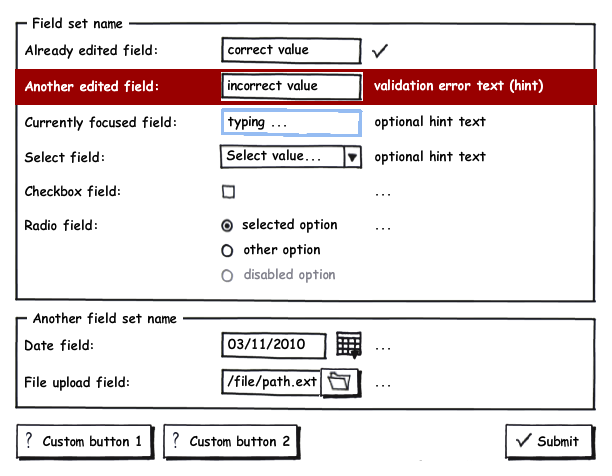 Field set name
Already edited field: correct value
Another edited field: incorrect value validation error text (hint)
Currently focused field: typing ... optional hint text
Select field: Select value... optional hint text
Checkbox field: ...
Radio field: selected option ...
other option
disabled option
Another field set name
Date field: 03/11/2010 ...
File upload field: /file/path.ext ...
? Custom button 1 ? Custom button 2 Submit